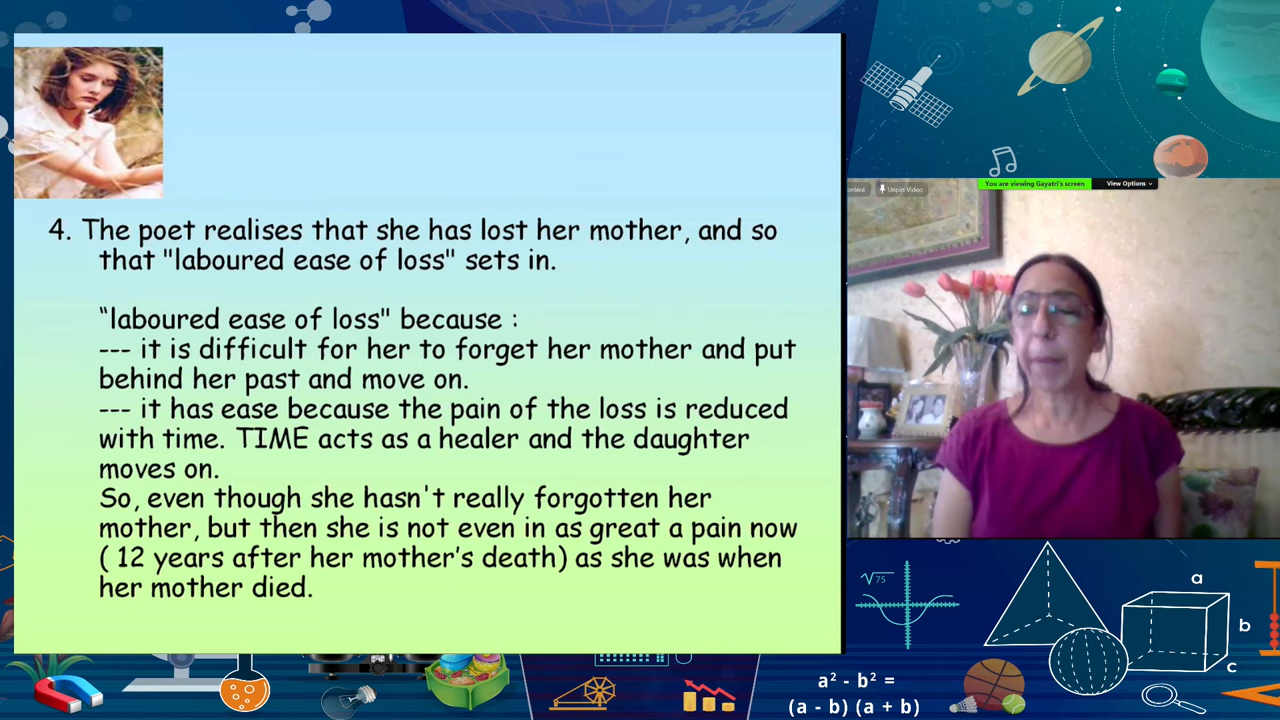 4. The poet realises that she has lost her mother, and so
that "laboured ease of loss" sets in.
“laboured ease of loss" because :
--- it is difficult for her to forget her mother and put
behind her past and move on.
--- it has ease because the pain of the loss is reduced
with time. TIME acts as a healer and the daughter
moves on.
So, even though she hasn't really forgotten her
mother, but then she is not even in as great a pain now
( 12 years after her mother’s death) as she was when
her mother died.
Unpin Video
You are viewing Gayatri's screen
View Options
√75
a
b
c
a² - b² =
(a - b) (a + b)